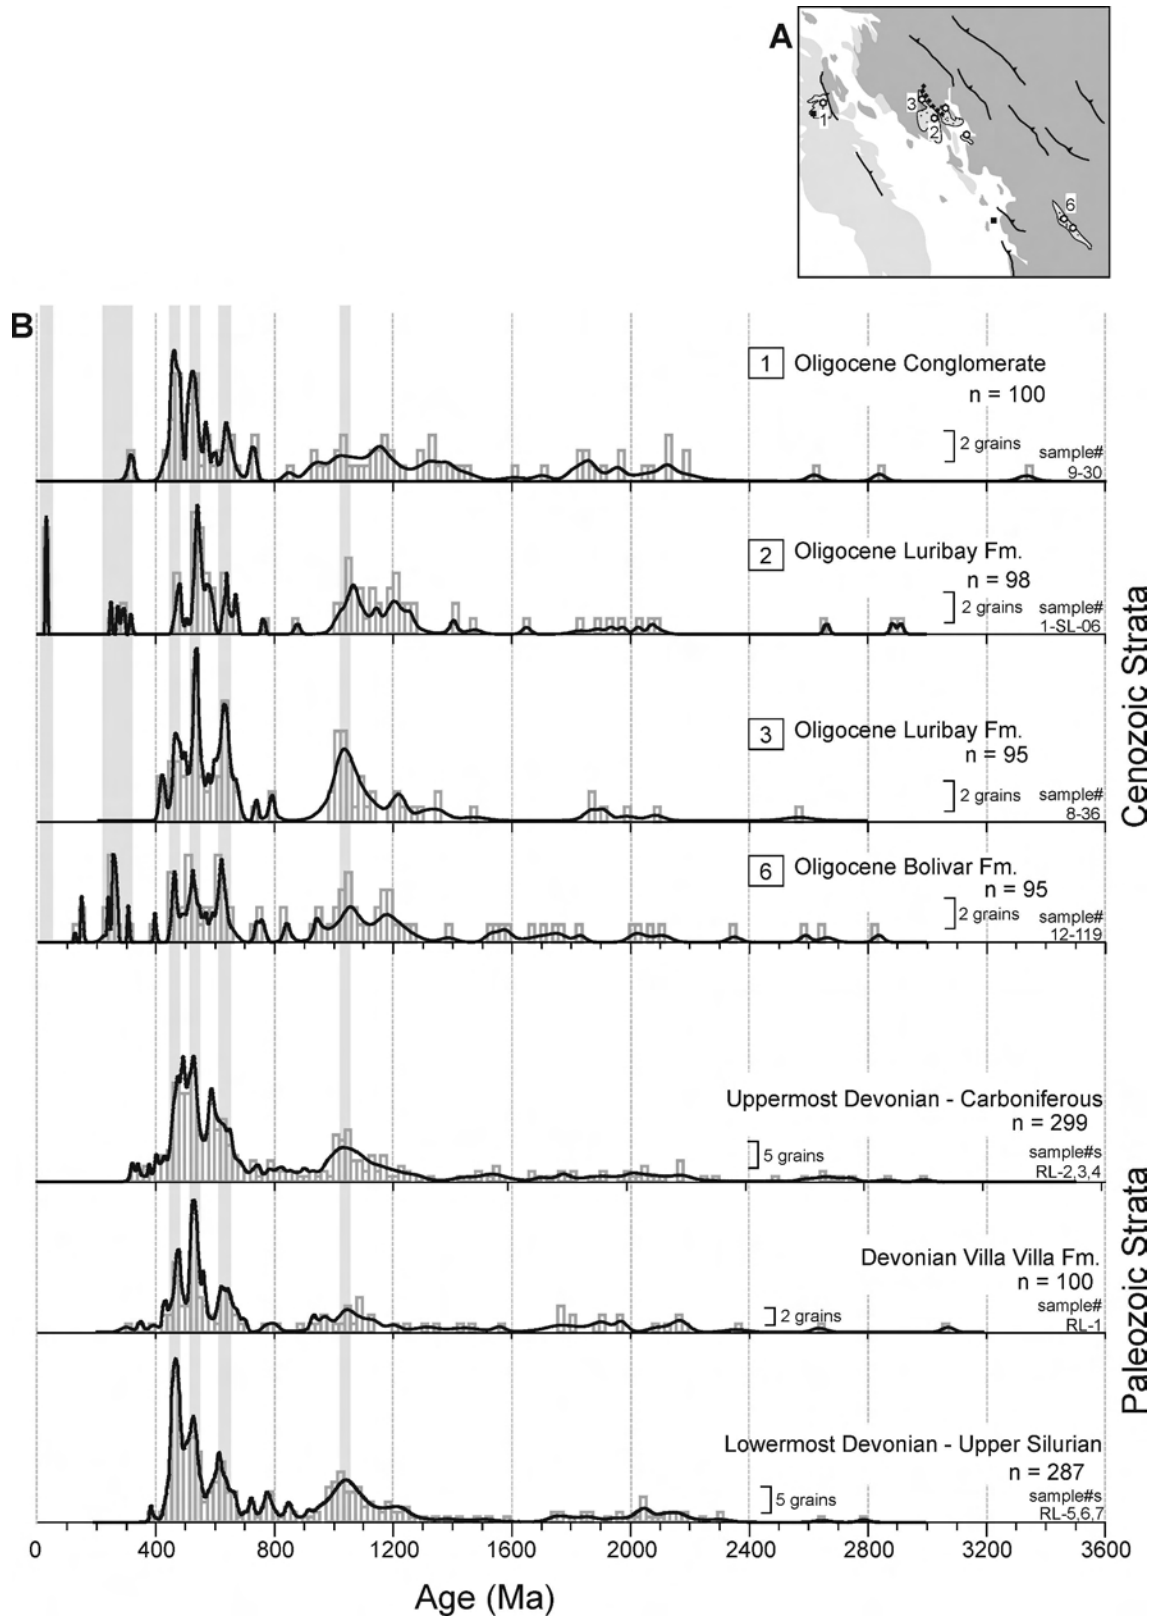 A
1
3
2
6
B
1 Oligocene Conglomerate
n = 100
2 grains
sample#
9-30
2 Oligocene Luribay Fm.
n = 98
2 grains
sample#
1-SL-06
3 Oligocene Luribay Fm.
n = 95
2 grains
sample#
8-36
6 Oligocene Bolivar Fm.
n = 95
2 grains
sample#
12-119
Cenozoic Strata
Uppermost Devonian - Carboniferous
n = 299
5 grains
sample#s
RL-2,3,4
Devonian Villa Villa Fm.
n = 100
2 grains
sample#
RL-1
Lowermost Devonian - Upper Silurian
n = 287
5 grains
sample#s
RL-5,6,7
Paleozoic Strata
0 400 800 1200 1600 2000 2400 2800 3200 3600
Age (Ma)